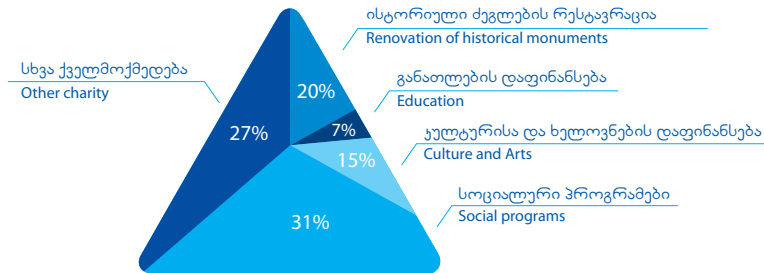 ისტორიული ძეგლების რესტავრაცია
Renovation of historical monuments
სხვა ქველმოქმედება
Other charity
განათლების დაფინანსება
Education
კულტურისა და ხელოვნების დაფინანსება
Culture and Arts
სოციალური პროგრამები
Social programs
20%
7%
27%
15%
31%